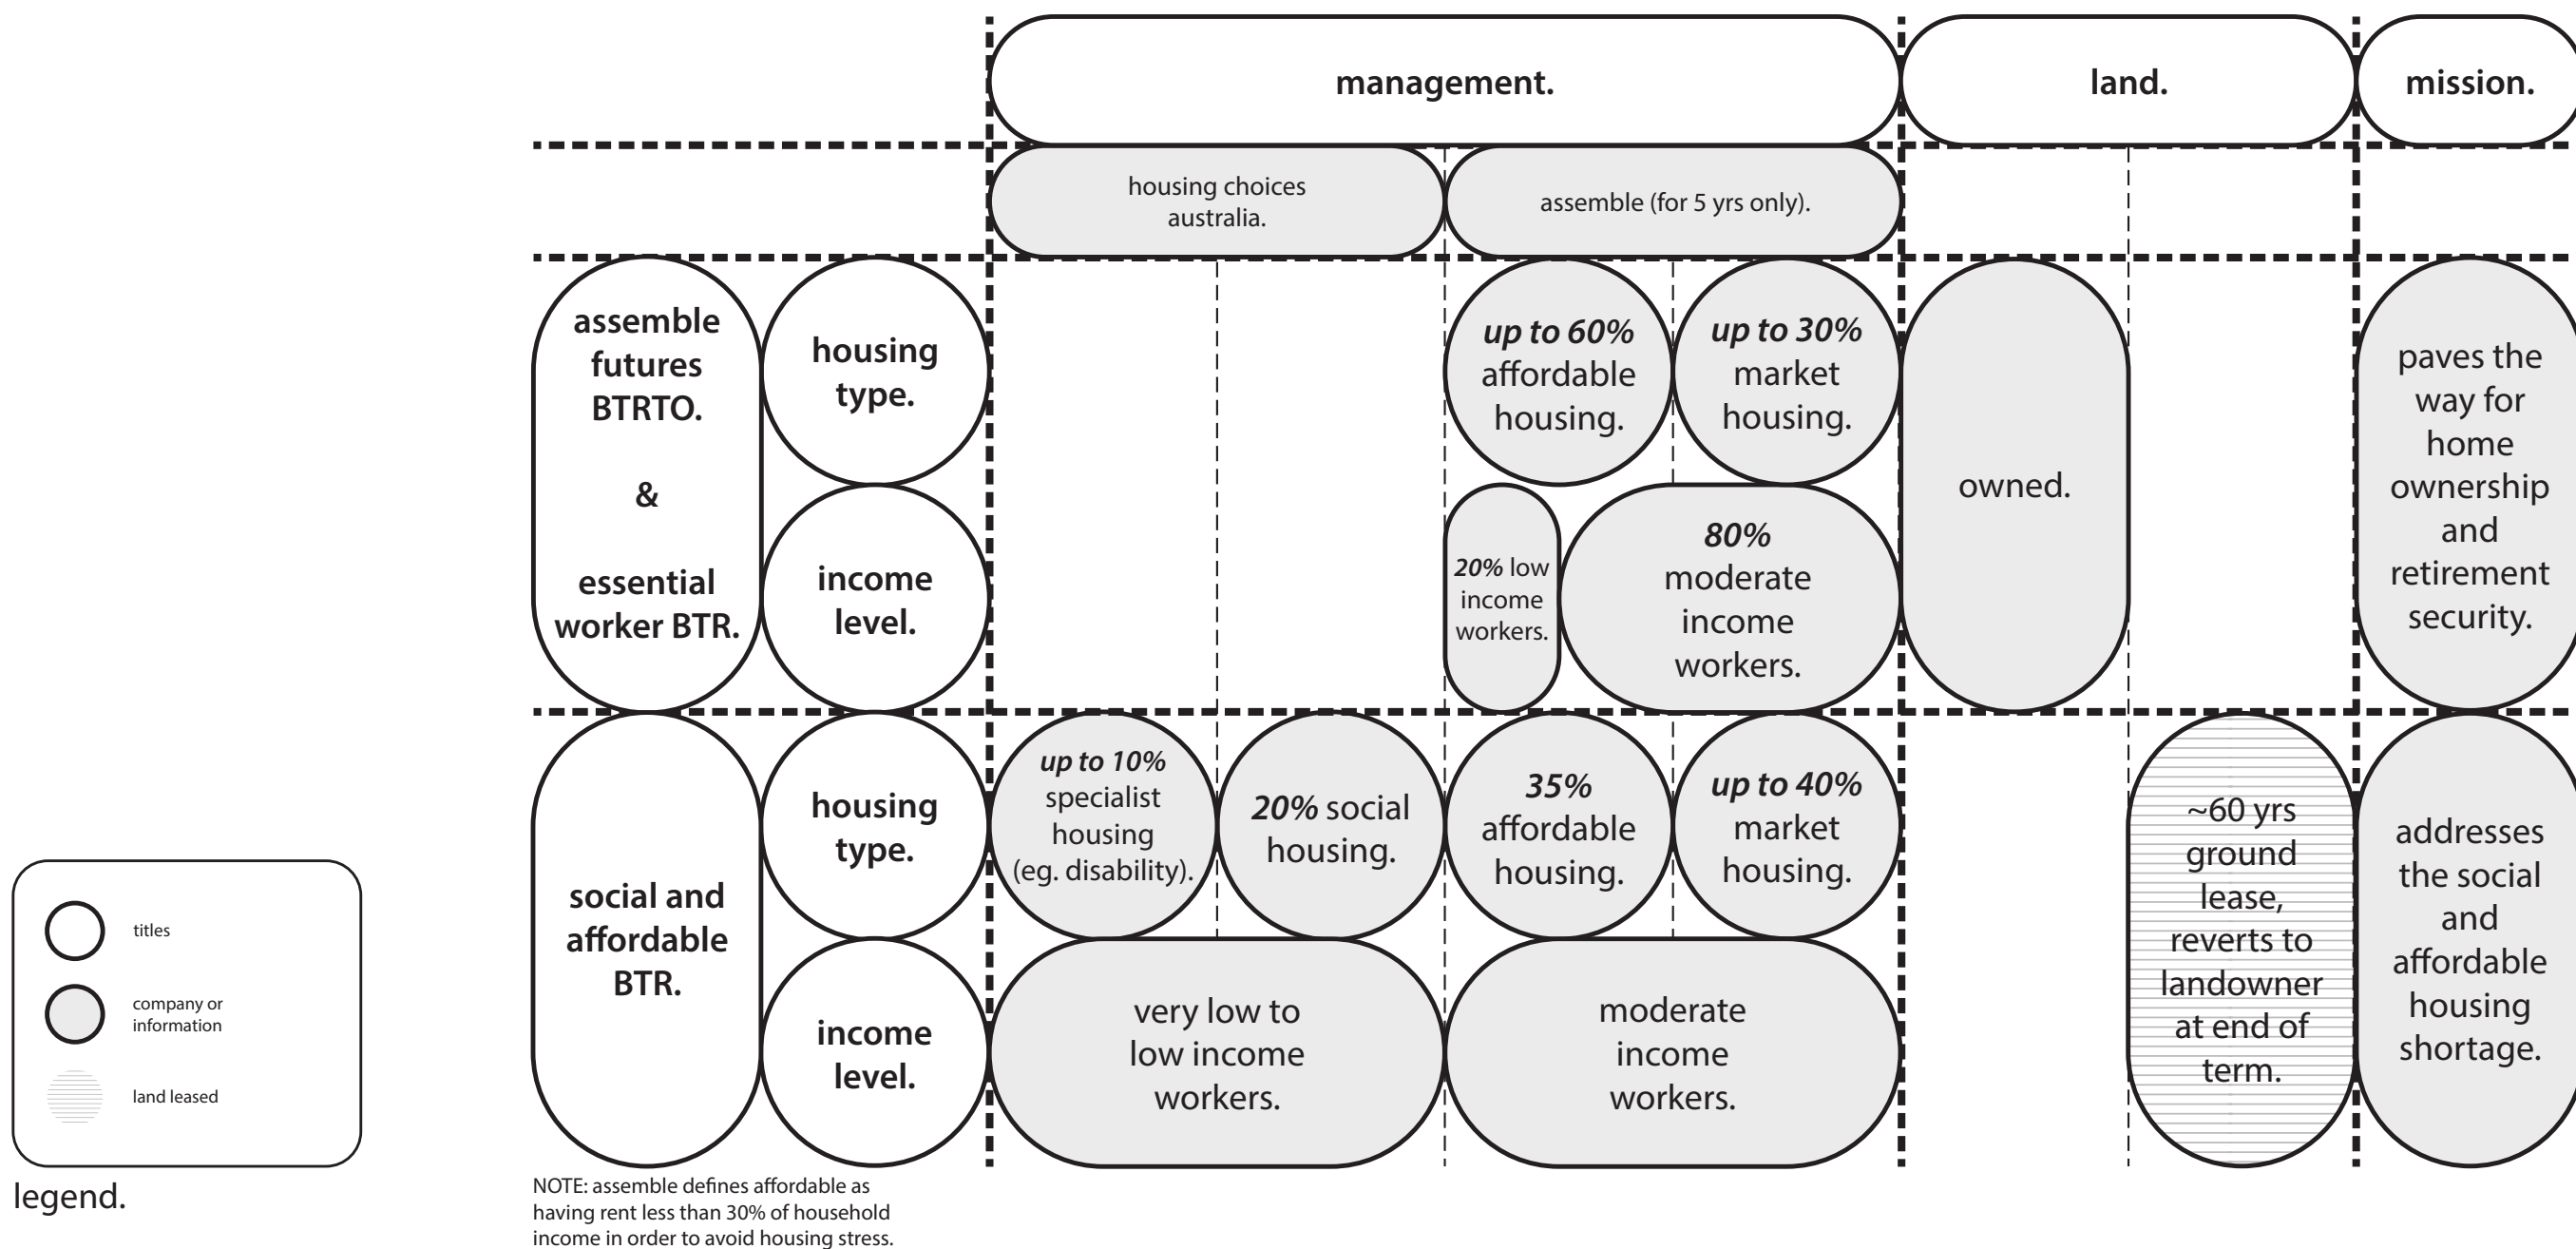 management.
land.
mission.
housing choices
australia.
assemble (for 5 yrs only).
assemble
futures
BTRTO.
&
essential
worker BTR.
housing
type.
up to 60%
affordable
housing.
up to 30%
market
housing.
income
level.
20% low
income
workers.
80%
moderate
income
workers.
owned.
paves the
way for
home
ownership
and
retirement
security.
social and
affordable
BTR.
housing
type.
up to 10%
specialist
housing
(eg. disability).
20% social
housing.
35%
affordable
housing.
up to 40%
market
housing.
income
level.
very low to
low income
workers.
moderate
income
workers.
~60 yrs
ground
lease,
reverts to
landowner
at end of
term.
addresses
the social
and
affordable
housing
shortage.
titles
company or
information
land leased
legend.
NOTE: assemble defines affordable as
having rent less than 30% of household
income in order to avoid housing stress.